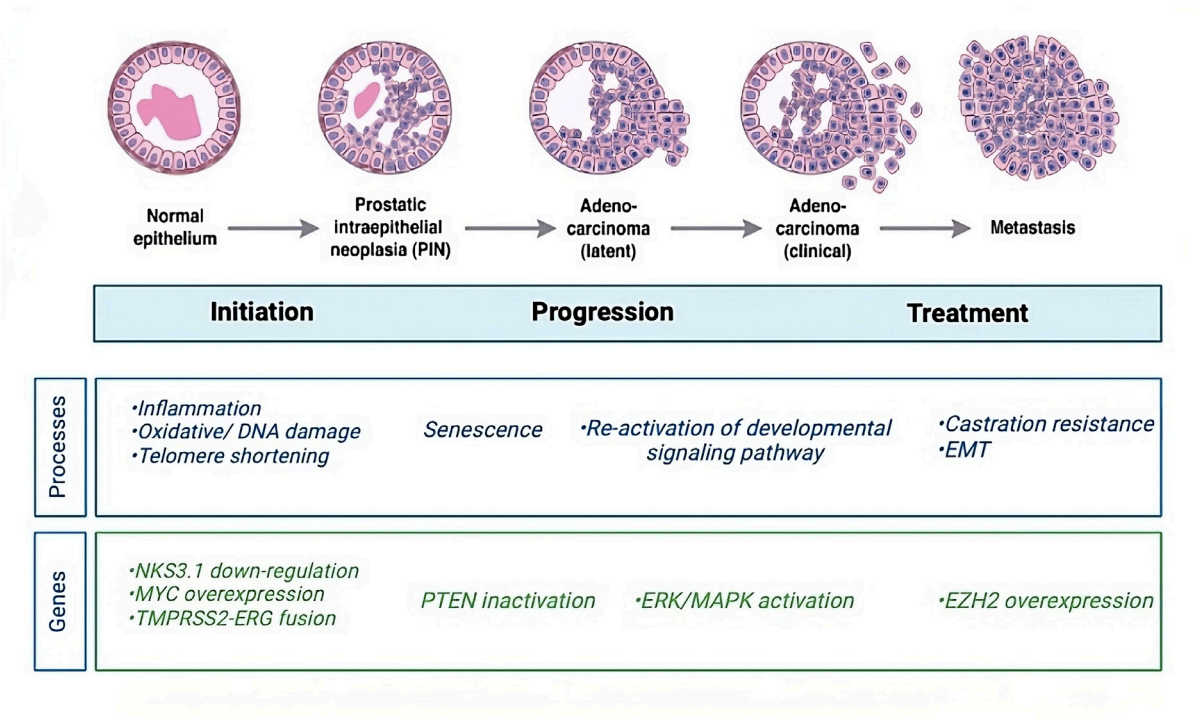 Normal
epithelium
Prostatic
intraepithelial
neoplasia (PIN)
Adeno-
carcinoma
(latent)
Adeno-
carcinoma
(clinical)
Metastasis
Initiation
Progression
Treatment
Processes
•Inflammation
•Oxidative/ DNA damage
•Telomere shortening
Senescence
•Re-activation of developmental
signaling pathway
•Castration resistance
•EMT
Genes
•NKS3.1 down-regulation
•MYC overexpression
•TMPRSS2-ERG fusion
PTEN inactivation
•ERK/MAPK activation
•EZH2 overexpression